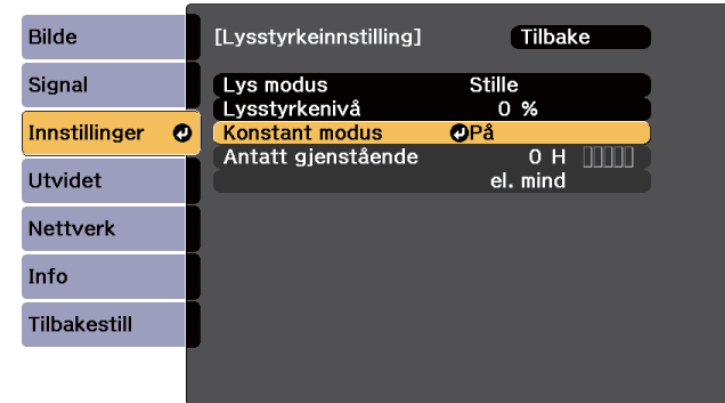 Bilde
Signal
Innstillinger
Utvidet
Nettverk
Info
Tilbakestill
[Lysstyrkeinnstilling] Tilbake
Lys modus Stille
Lysstyrkenivå 0 %
Konstant modus På
Antatt gjenstående 0 H
el. mind